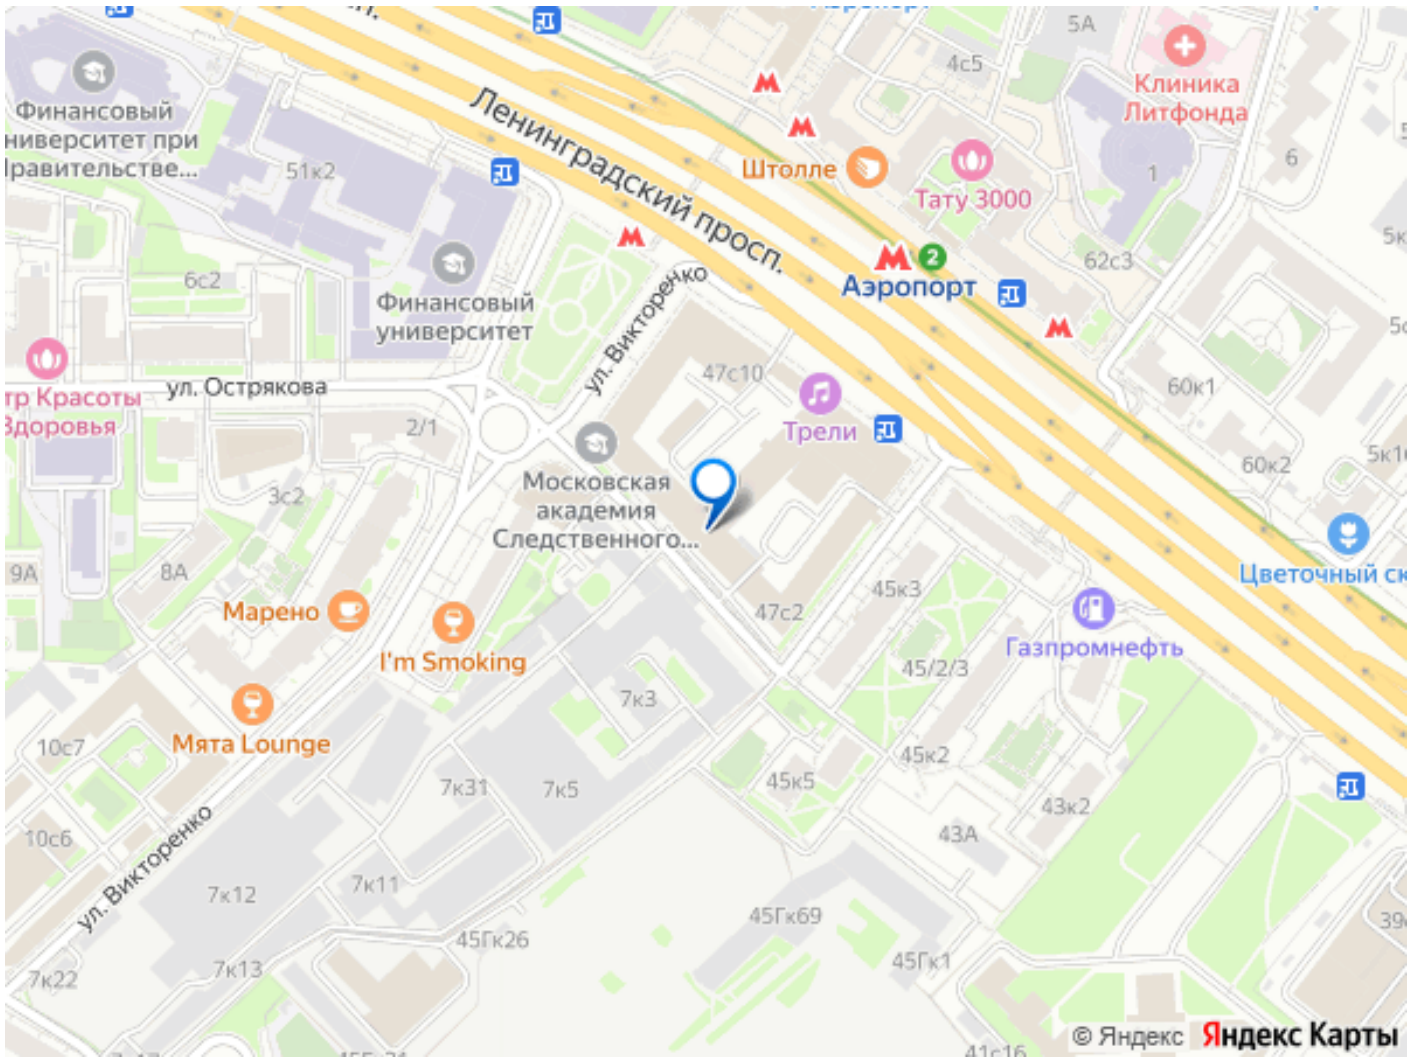 5А
4с5
Клиника
Литфонда
Финансовый
ниверситет при
равительстве...
51к2
Ленинградский просп.
Штолле
Тату 3000
1
6
6с2
Финансовый
университет
ул. Викторенко
2
Аэропорт
62с3
тр Красоты
Здоровья
ул. Острякова
47с10
60к1
2/1
Трели
60к2
5к1
3с2
Московская
академия
Следственного...
9А
8А
Марено
I'm Smoking
47с2
45к3
Цветочный ск
Газпромнефть
45/2/3
7к3
Мята Lounge
10с7
45к2
45к5
7к31
7к5
43к2
43А
10с6
ул. Викторенко
7к12
7к11
45Гк69
39
45Гк26
45Гк1
7к13
7к22
41с16
© Яндекс Яндекс Карты